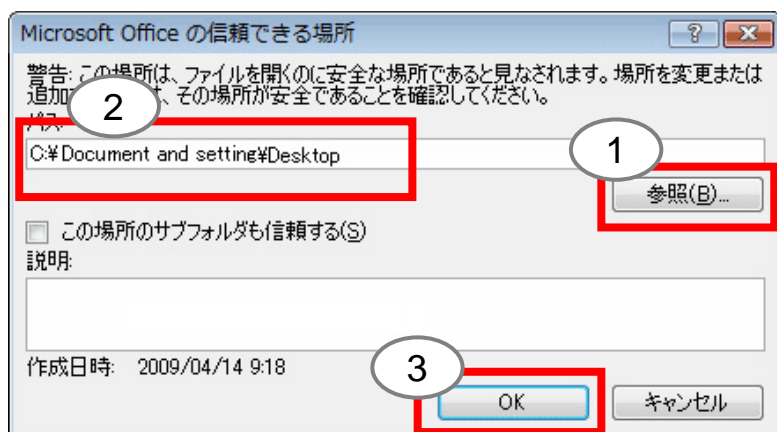 Microsoft Office の信頼できる場所
警告: この場所は、ファイルを開くのに安全な場所であると見なされます。場所を変更または
追加 、その場所が安全であることを確認してください。
2
C:¥Document and setting¥Desktop
1
参照(B)...
この場所のサブフォルダも信頼する(S)
説明:
作成日時: 2009/04/14 9:18
3
OK キャンセル